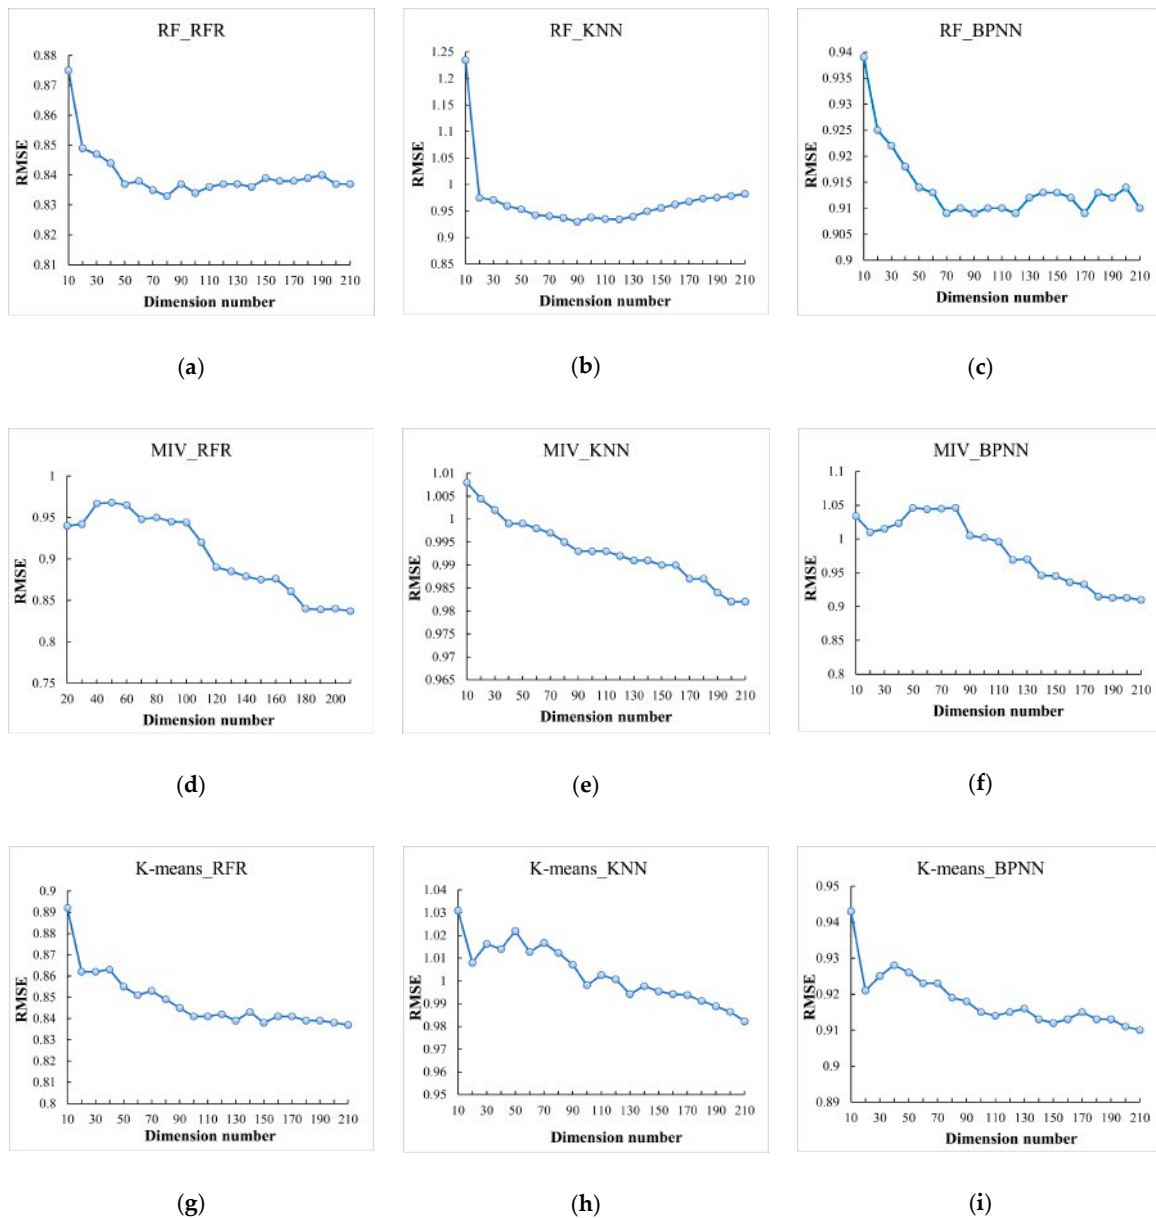 RF_RFR
0.88
0.87
0.86
0.85
0.84
0.83
0.82
0.81
RMSE
10 30 50 70 90 110 130 150 170 190 210
Dimension number
(a)
RF_KNN
1.25
1.2
1.15
1.1
1.05
1
0.95
0.9
0.85
RMSE
10 30 50 70 90 110 130 150 170 190 210
Dimension number
(b)
RF_BPNN
0.94
0.935
0.93
0.925
0.92
0.915
0.91
0.905
0.9
RMSE
10 30 50 70 90 110 130 150 170 190 210
Dimension number
(c)
MIV_RFR
1
0.95
0.9
0.85
0.8
0.75
RMSE
20 40 60 80 100 120 140 160 180 200
Dimension number
(d)
MIV_KNN
1.01
1.005
1
0.995
0.99
0.985
0.98
0.975
0.97
0.965
RMSE
10 30 50 70 90 110 130 150 170 190 210
Dimension number
(e)
MIV_BPNN
1.1
1.05
1
0.95
0.9
0.85
0.8
RMSE
10 30 50 70 90 110 130 150 170 190 210
Dimension number
(f)
K-means_RFR
0.9
0.89
0.88
0.87
0.86
0.85
0.84
0.83
0.82
0.81
0.8
RMSE
10 30 50 70 90 110 130 150 170 190 210
Dimension number
(g)
K-means_KNN
1.04
1.03
1.02
1.01
1
0.99
0.98
0.97
0.96
0.95
RMSE
10 30 50 70 90 110 130 150 170 190 210
Dimension number
(h)
K-means_BPNN
0.95
0.94
0.93
0.92
0.91
0.9
0.89
RMSE
10 30 50 70 90 110 130 150 170 190 210
Dimension number
(i)